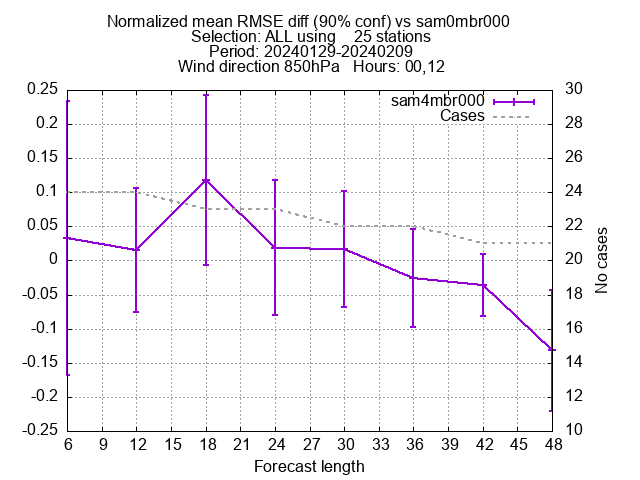 Normalized mean RMSE diff (90% conf) vs sam0mbr000
Selection: ALL using    25 stations
Period: 20240129-20240209
Wind direction 850hPa   Hours: 00,12
sam4mbr000
Cases
0.25
0.2
0.15
0.1
0.05
0
-0.05
-0.1
-0.15
-0.2
-0.25
30
28
26
24
22
20
18
16
14
12
10
No cases
6 12 15 18 21 24 27 30 33 36 39 42 45 48
Forecast length